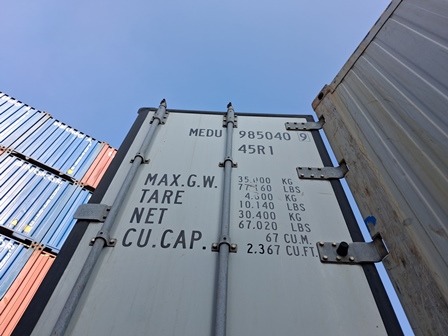 MEDU 985040 9
45R1
MAX.G.W. 35.000 KG
77.160 LBS.
TARE 4.600 KG
10.140 LBS
NET 30.400 KG
67.020 LBS
CU.CAP. 67 CU.M.
2.367 CU.FT.